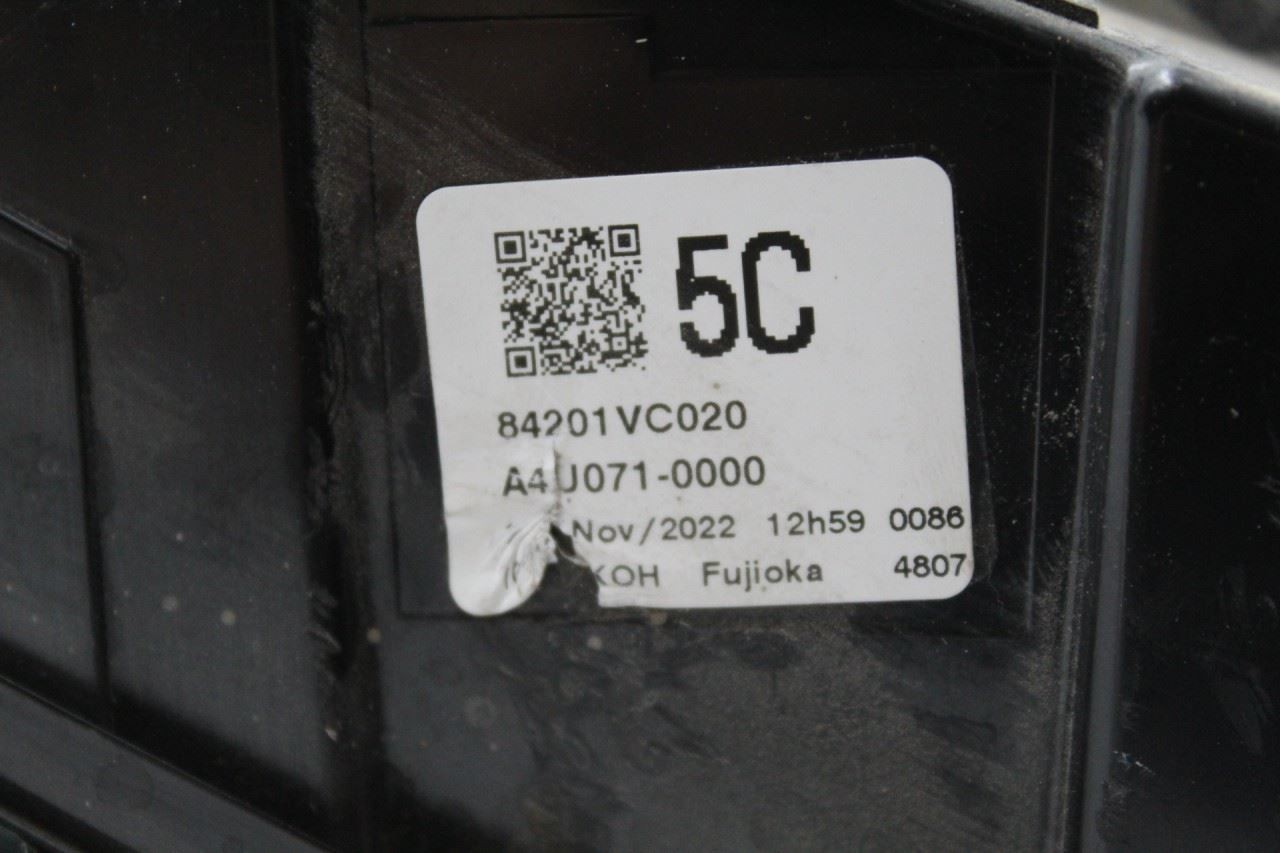 5C
84201VC020
A4U071-0000
Nov/2022 12h59 0086
KOH Fujioka 4807